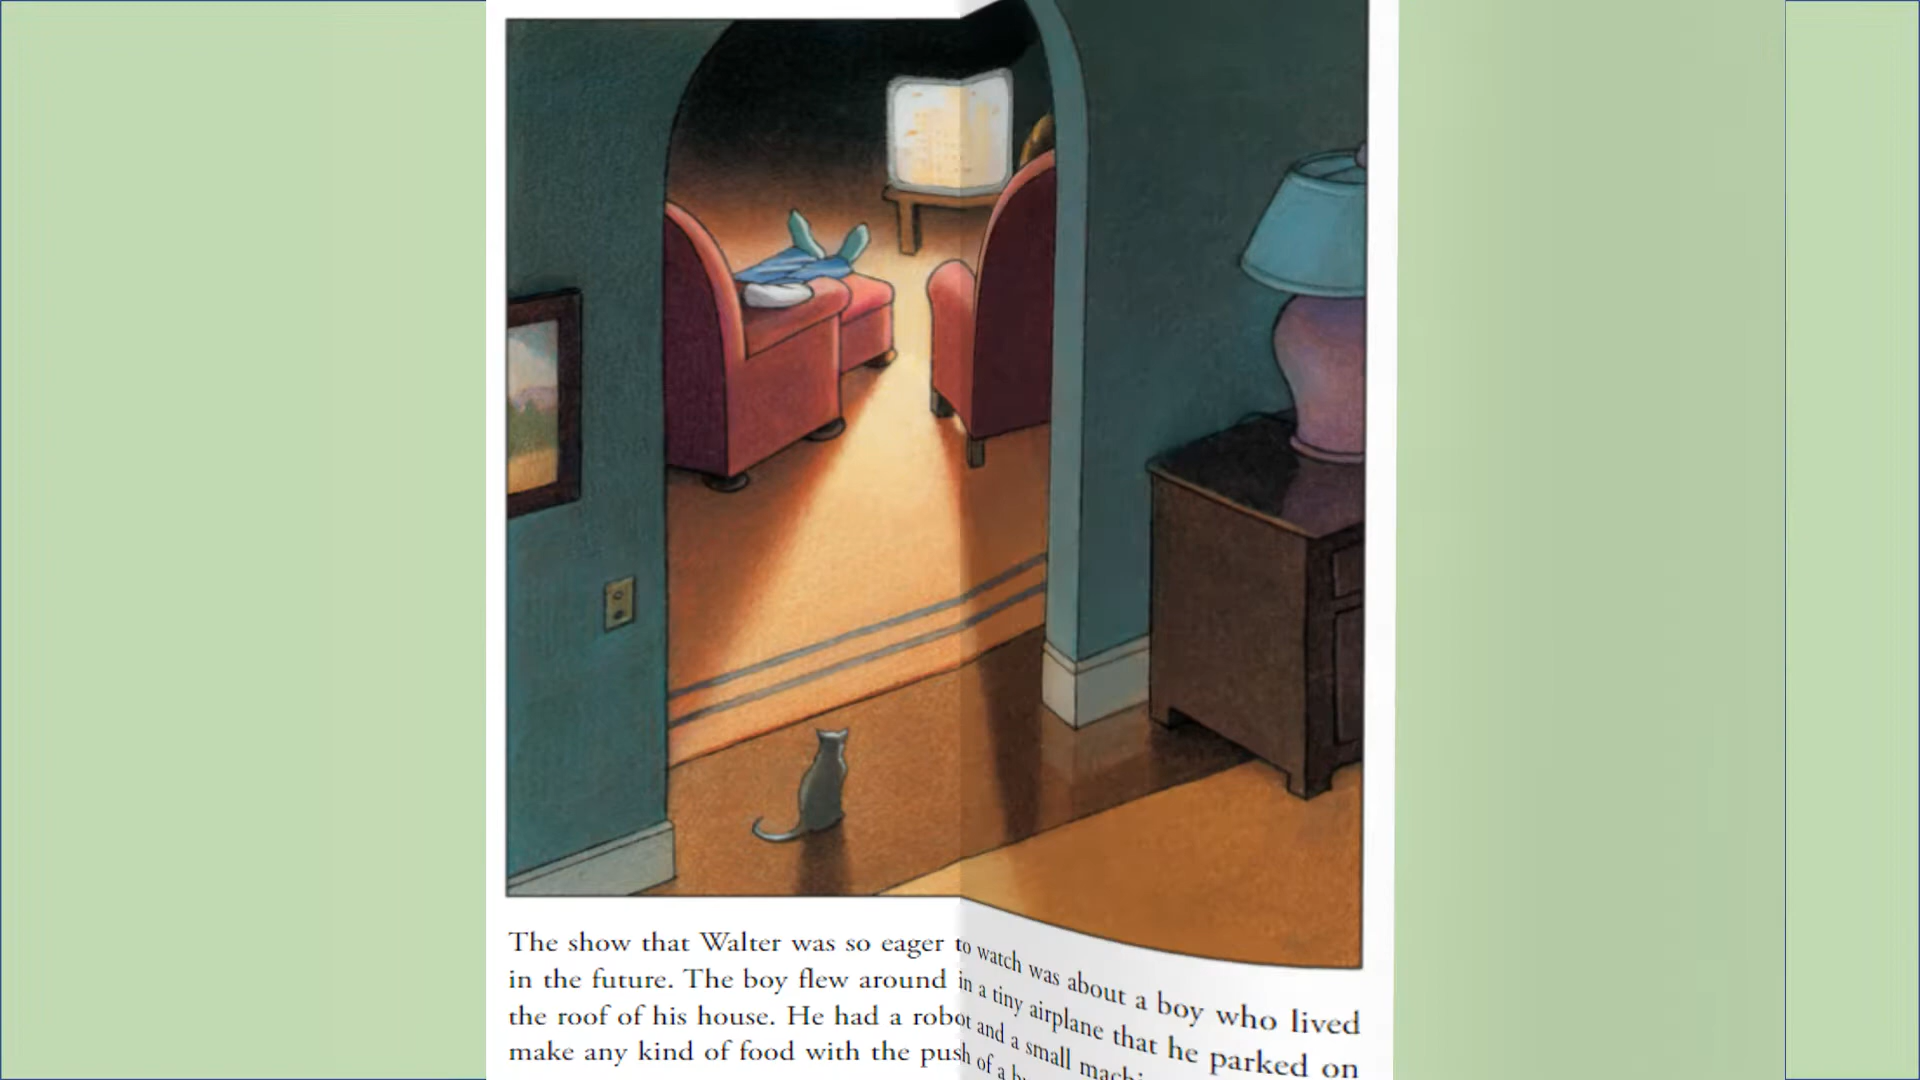 The show that Walter was so eager to watch was about a boy who lived
in the future. The boy flew around in a tiny airplane that he parked on
the roof of his house. He had a robot and a small
make any kind of food with the push of a